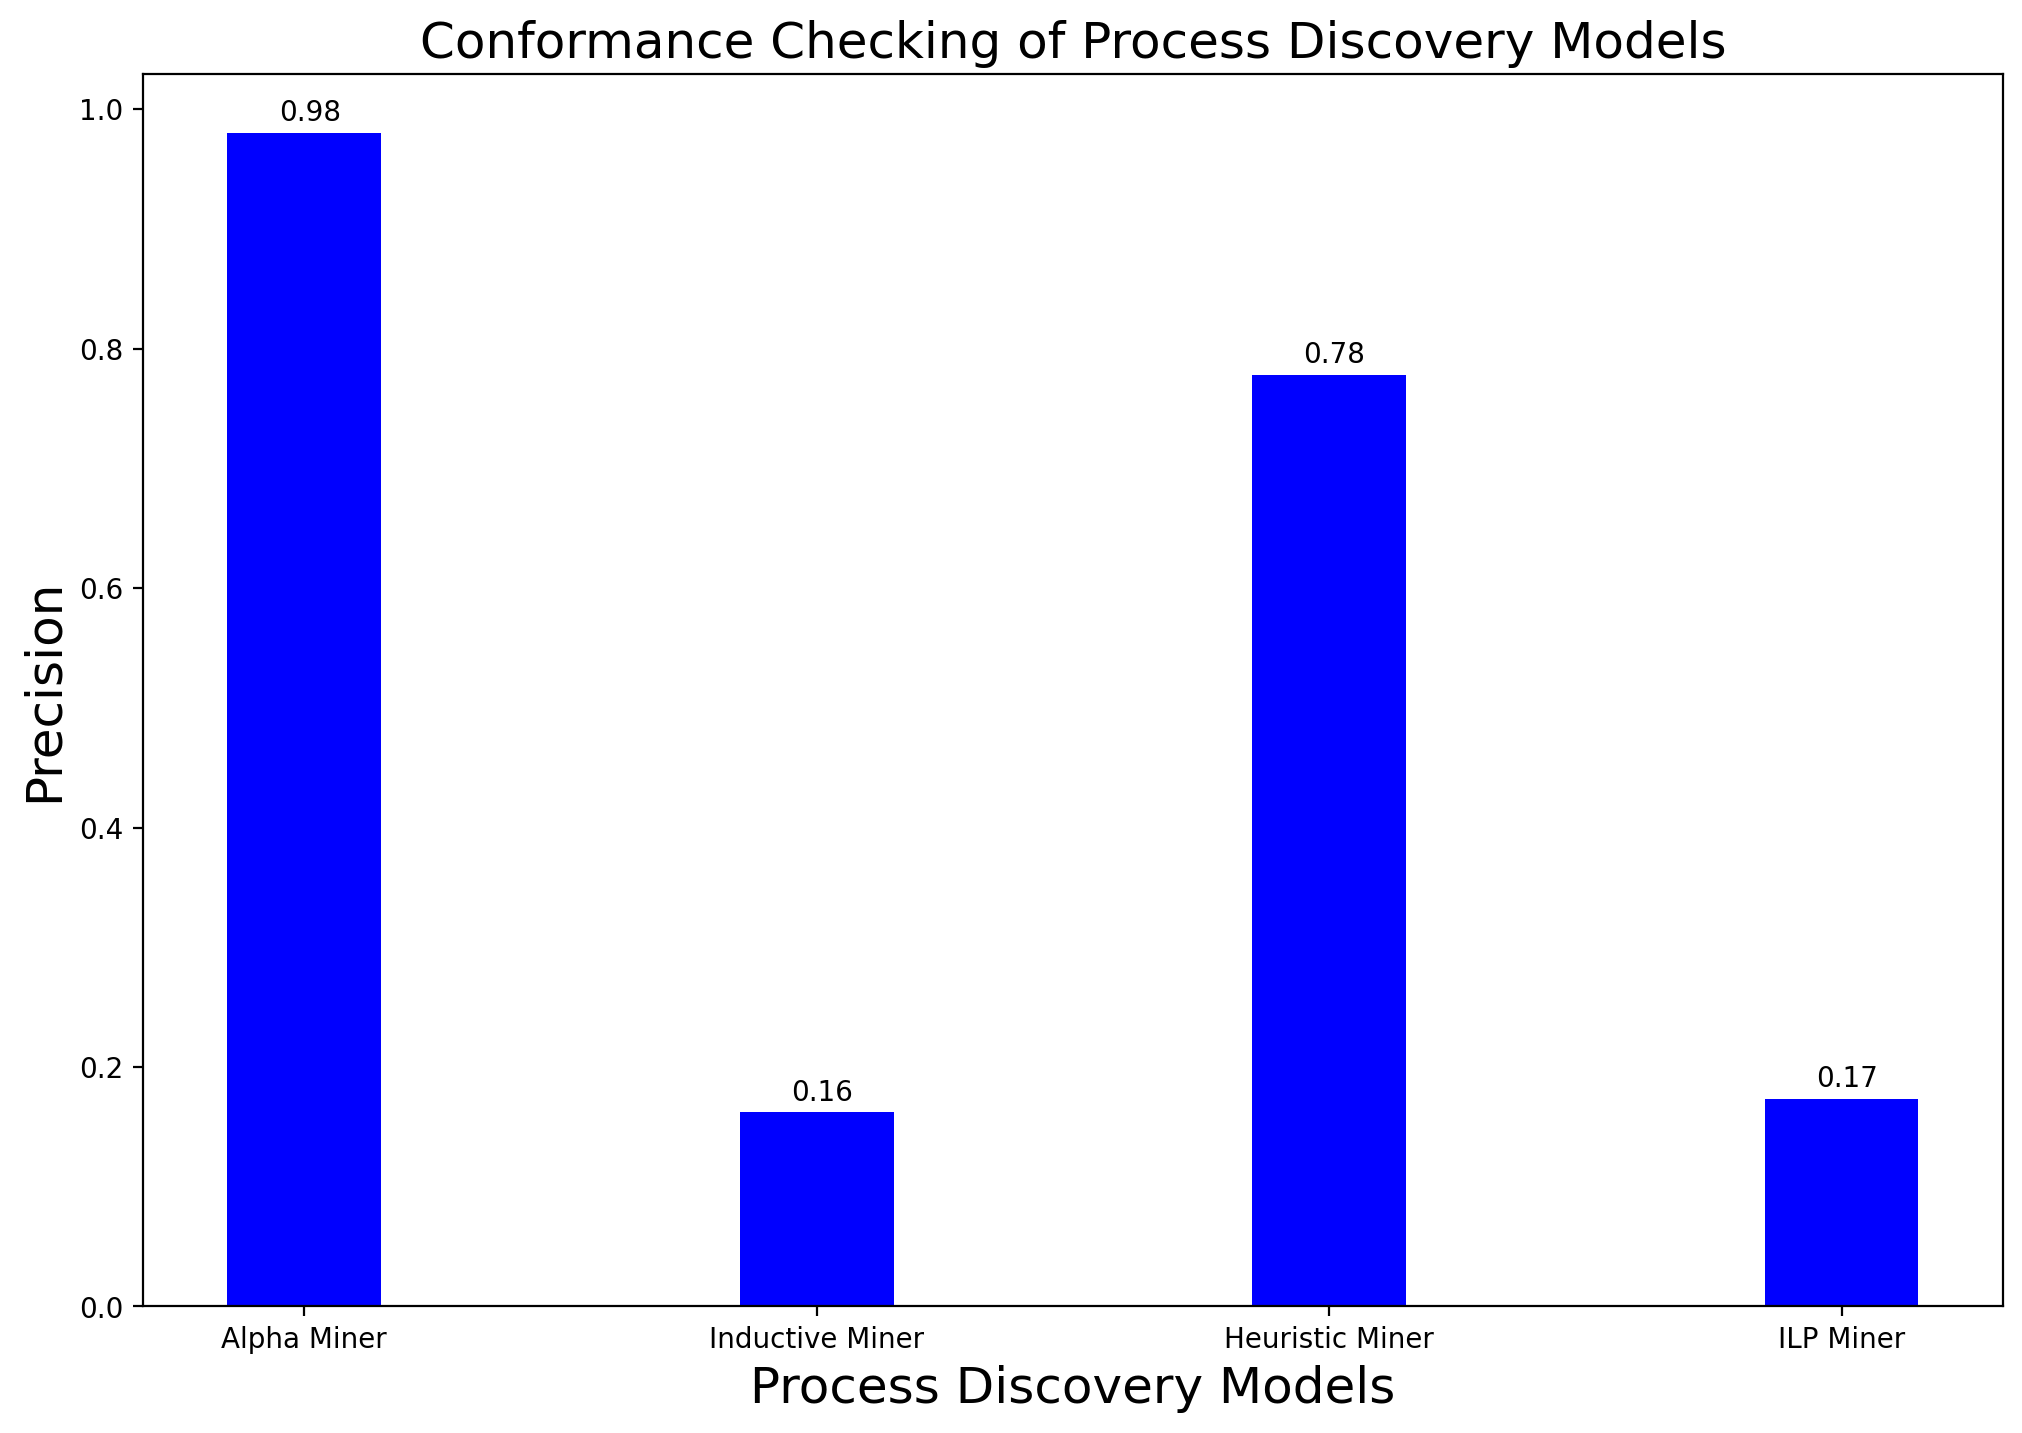 Conformance Checking of Process Discovery Models
1.0
0.8
0.6
0.4
0.2
0.0
Precision
0.98
0.16
0.78
0.17
Alpha Miner
Inductive Miner
Heuristic Miner
ILP Miner
Process Discovery Models